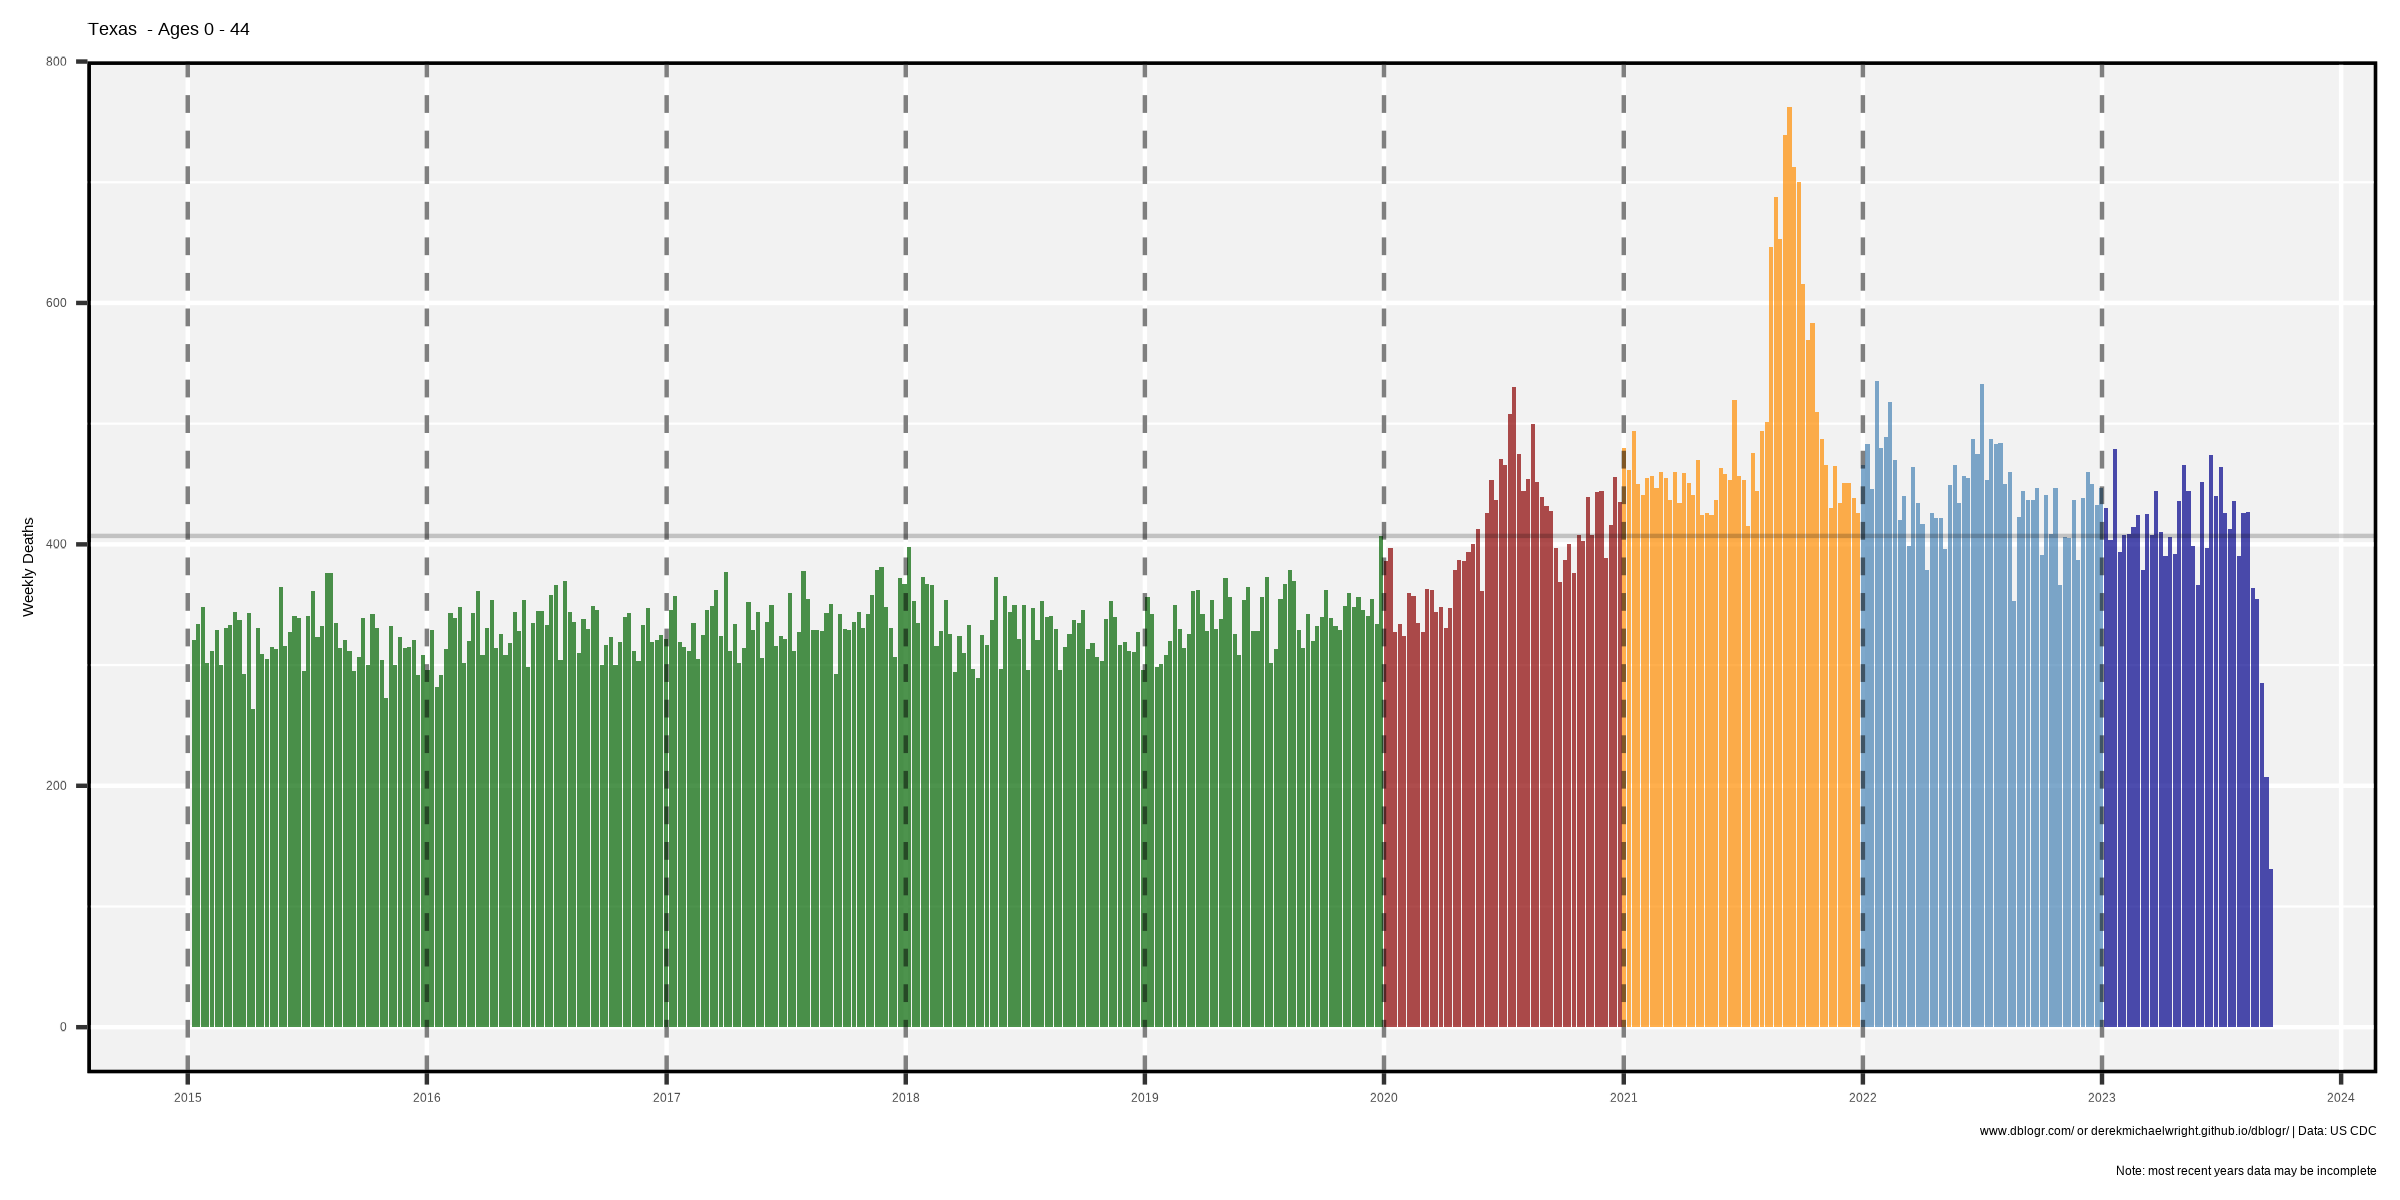 Texas  - Ages 0 - 44
800
600
400
200
0
Weekly Deaths
2015 2016 2017 2018 2019 2020 2021 2022 2023 2024
www.dblogr.com/ or derekmichaelwright.github.io/dblogr/ | Data: US CDC
Note: most recent years data may be incomplete